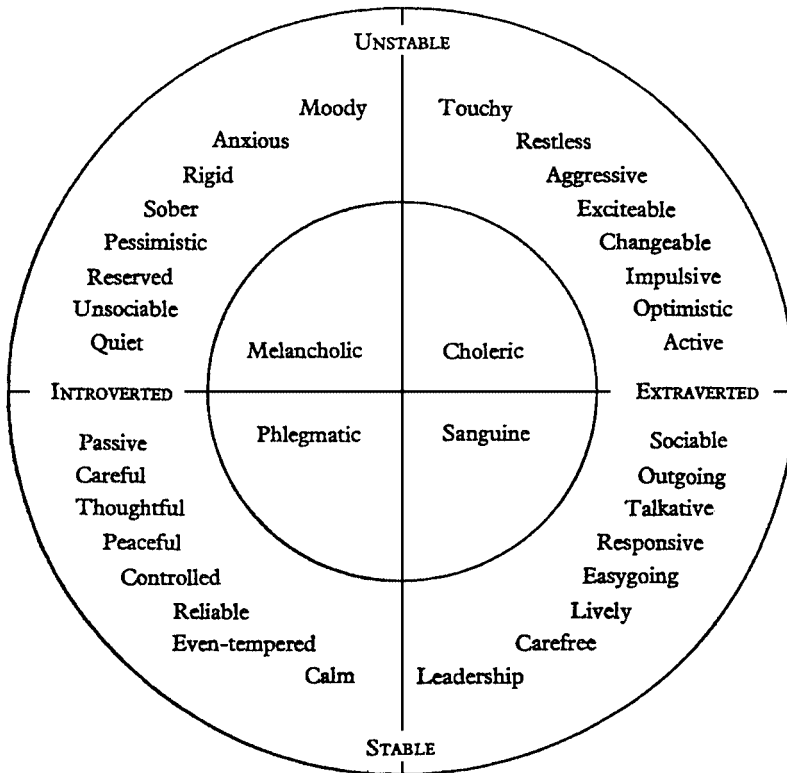 UNSTABLE
Moody Touchy
Anxious Restless
Rigid Aggressive
Sober Exciteable
Pessimistic Changeable
Reserved Impulsive
Unsociable Optimistic
Quiet Melancholic Choleric Active
INTROVERTED EXTRAVERTED
Passive Phlegmatic Sanguine Sociable
Careful Outgoing
Thoughtful Talkative
Peaceful Responsive
Controlled Easygoing
Reliable Lively
Even-tempered Carefree
Calm Leadership
STABLE